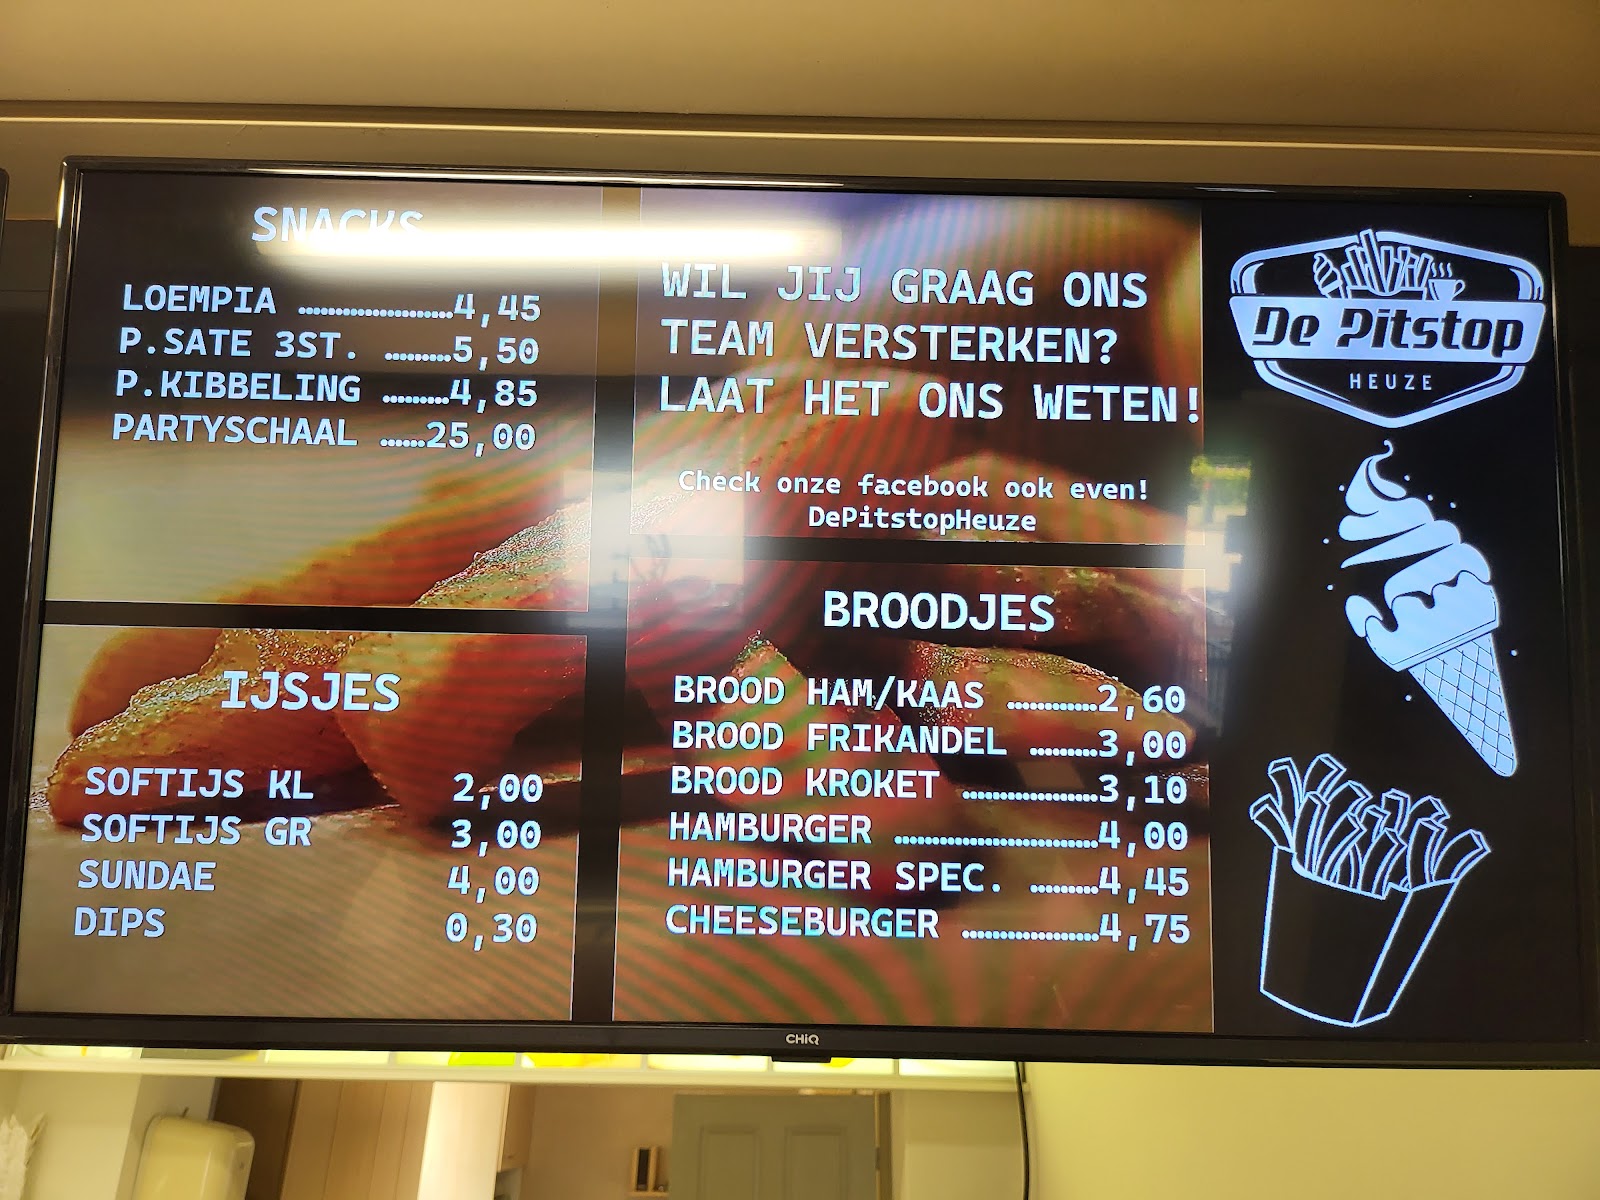 SNACKS
LOEMPIA .....................4,45
P.SATE 3ST. .........5,50
P.KIBBELING .........4,85
PARTYSCHAAL ......25,00
IJSJES
SOFTIJS KL 2,00
SOFTIJS GR 3,00
SUNDAE 4,00
DIPS 0,30
WIL JIJ GRAAG ONS
TEAM VERSTERKEN?
LAAT HET ONS WETEN!
Check onze facebook ook even!
DePitstopHeuze
BROODJES
BROOD HAM/KAAS ............2,60
BROOD FRIKANDEL .........3,00
BROOD KROKET ..................3,10
HAMBURGER ...........................4,00
HAMBURGER SPEC. .........4,45
CHEESEBURGER ..................4,75
De Pitstop
HEUZE
CHiQ